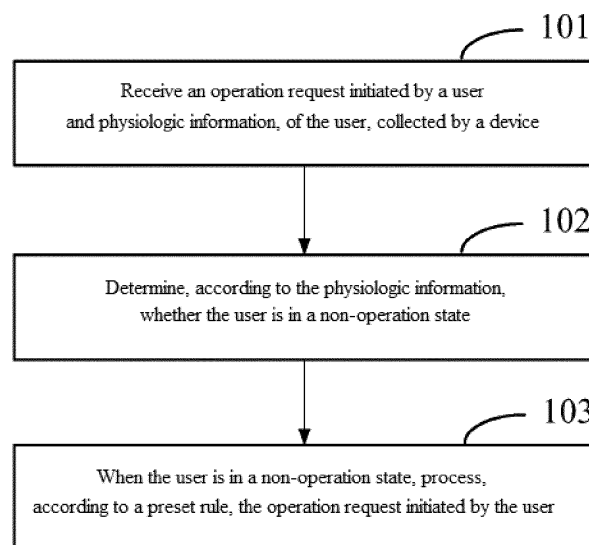 101
Receive an operation request initiated by a user
and physiologic information, of the user, collected by a device
102
Determine, according to the physiologic information,
whether the user is in a non-operation state
103
When the user is in a non-operation state, process,
according to a preset rule, the operation request initiated by the user